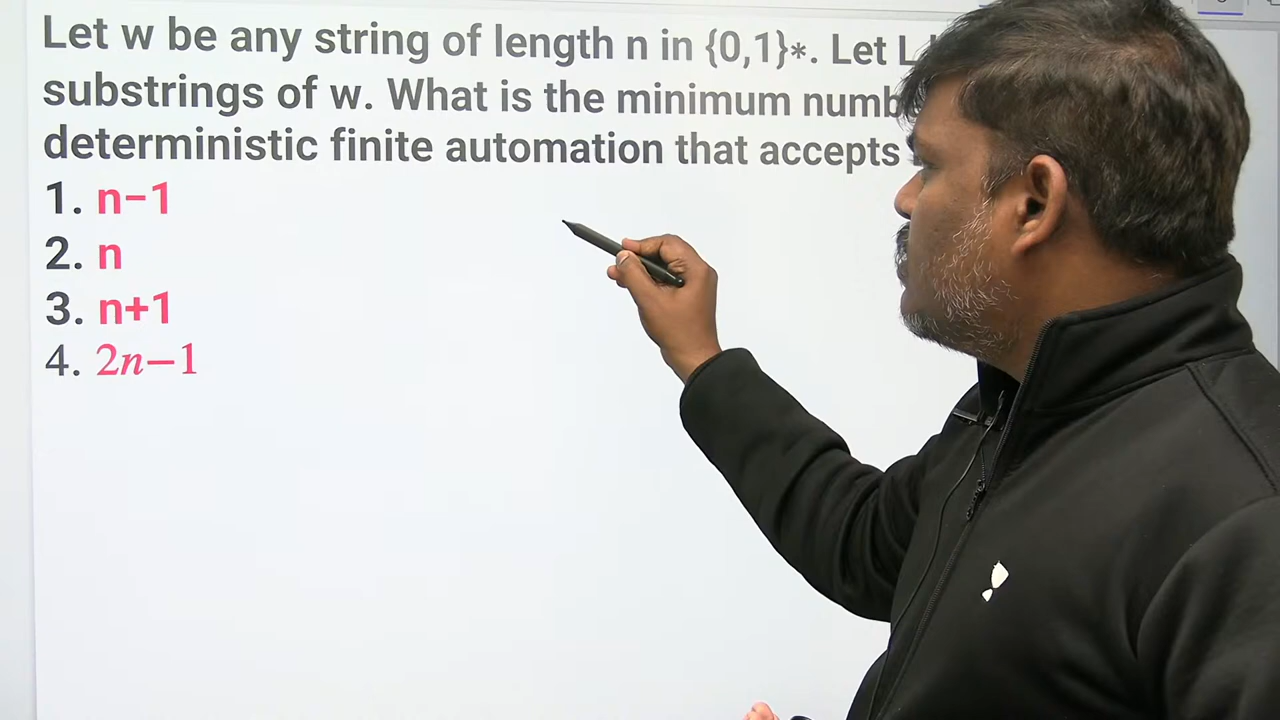 Let w be any string of length n in {0,1}*. Let L
substrings of w. What is the minimum
deterministic finite automation that accepts
1. n−1
2. n
3. n+1
4. 2n−1